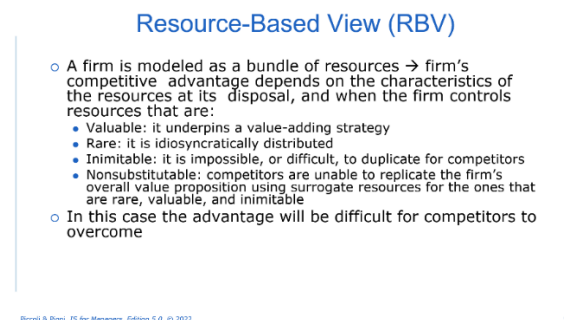 Resource-Based View (RBV)
A firm is modeled as a bundle of resources → firm's
competitive advantage depends on the characteristics of
the resources at its disposal, and when the firm controls
resources that are:
Valuable: it underpins a value-adding strategy
Rare: it is idiosyncratically distributed
Inimitable: it is impossible, or difficult, to duplicate for competitors
Nonsubstitutable: competitors are unable to replicate the firm's
overall value proposition using surrogate resources for the ones that
are rare, valuable, and inimitable
In this case the advantage will be difficult for competitors to
overcome
Piccoli & Pigni, IS for Managers, Edition 5.0, © 2022